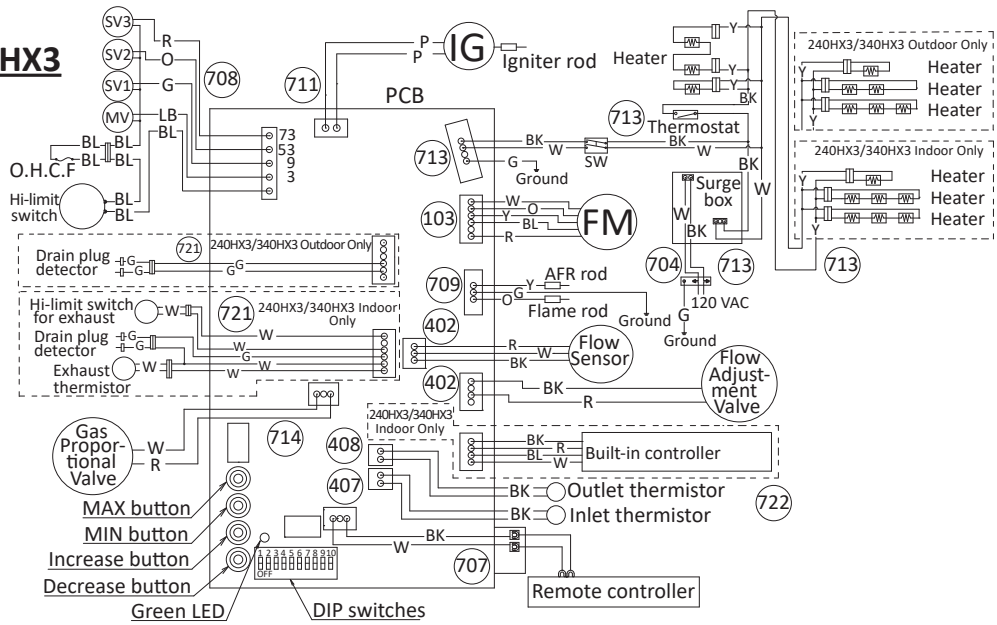 HX3
SV3
SV2
SV1
MV
R
O
G
LB
BL
BL
BL
BL
BL
O.H.C.F
Hi-limit
switch
BL
BL
708
711
P
P
IG
Igniter rod
PCB
73
53
9
3
713
BK
W
G
Ground
SW
713
Thermostat
BK
W
Heater
Y
Y
Y
BK
BK
W
240HX3/340HX3 Outdoor Only
Y
Y
Heater
Heater
Heater
240HX3/340HX3 Indoor Only
Y
Y
Heater
Heater
Heater
713
Surge
box
W
BK
704
713
120 VAC
G
Ground
103
W
O
Y
BL
R
FM
721
240HX3/340HX3 Outdoor Only
Drain plug
detector
G
G
G
G
Hi-limit switch
for exhaust
W
721
240HX3/340HX3 Indoor
Only
Drain plug
detector
G
G
Exhaust
thermistor
W
W
W
G
W
W
709
Y
G
O
AFR rod
Flame rod
Ground
402
R
W
BK
Flow
Sensor
402
BK
R
Flow
Adjust-
ment
Valve
240HX3/340HX3
Indoor Only
BK
R
BL
W
Built-in controller
722
Gas
Propor-
tional
Valve
W
R
714
408
407
BK
Outlet thermistor
BK
Inlet thermistor
MAX button
MIN button
Increase button
Decrease button
Green LED
1 2 3 4 5 6 7 8 9 10
OFF
DIP switches
BK
W
707
Remote controller